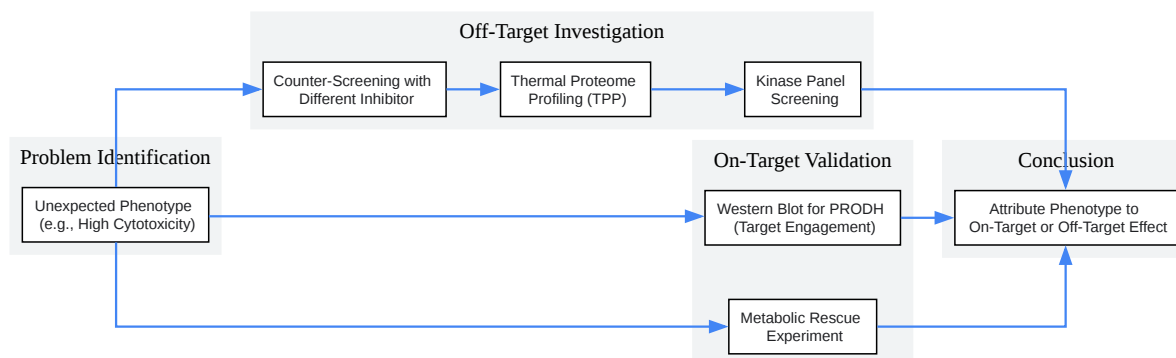 Off-Target Investigation
Counter-Screening with
Different Inhibitor
Thermal Proteome
Profiling (TPP)
Kinase Panel
Screening
Problem Identification
Unexpected Phenotype
(e.g., High Cytotoxicity)
On-Target Validation
Western Blot for PRODH
(Target Engagement)
Metabolic Rescue
Experiment
Conclusion
Attribute Phenotype to
On-Target or Off-Target Effect